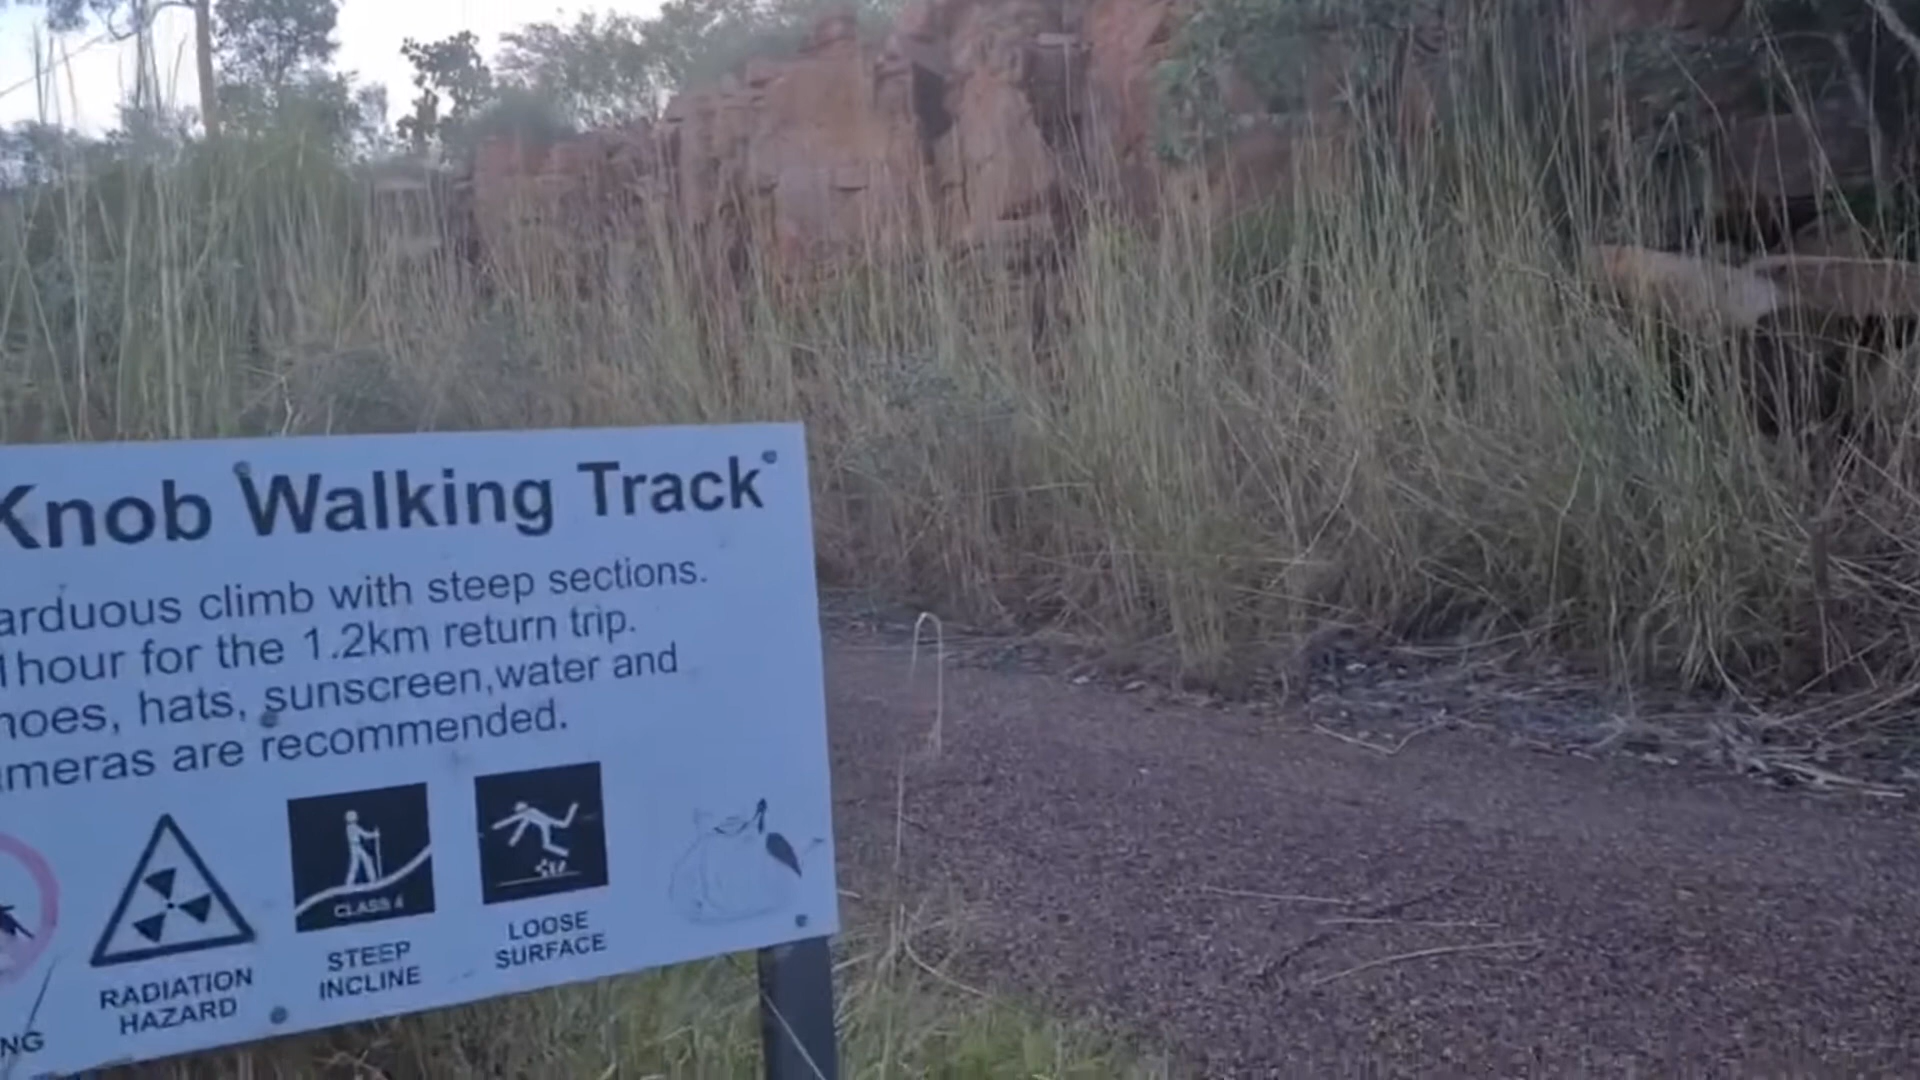 Knob Walking Track
arduous climb with steep sections.
1hour for the 1.2km return trip.
hoes, hats, sunscreen,water and
ameras are recommended.
CLASS 4
NG
RADIATION
HAZARD
STEEP
INCLINE
LOOSE
SURFACE